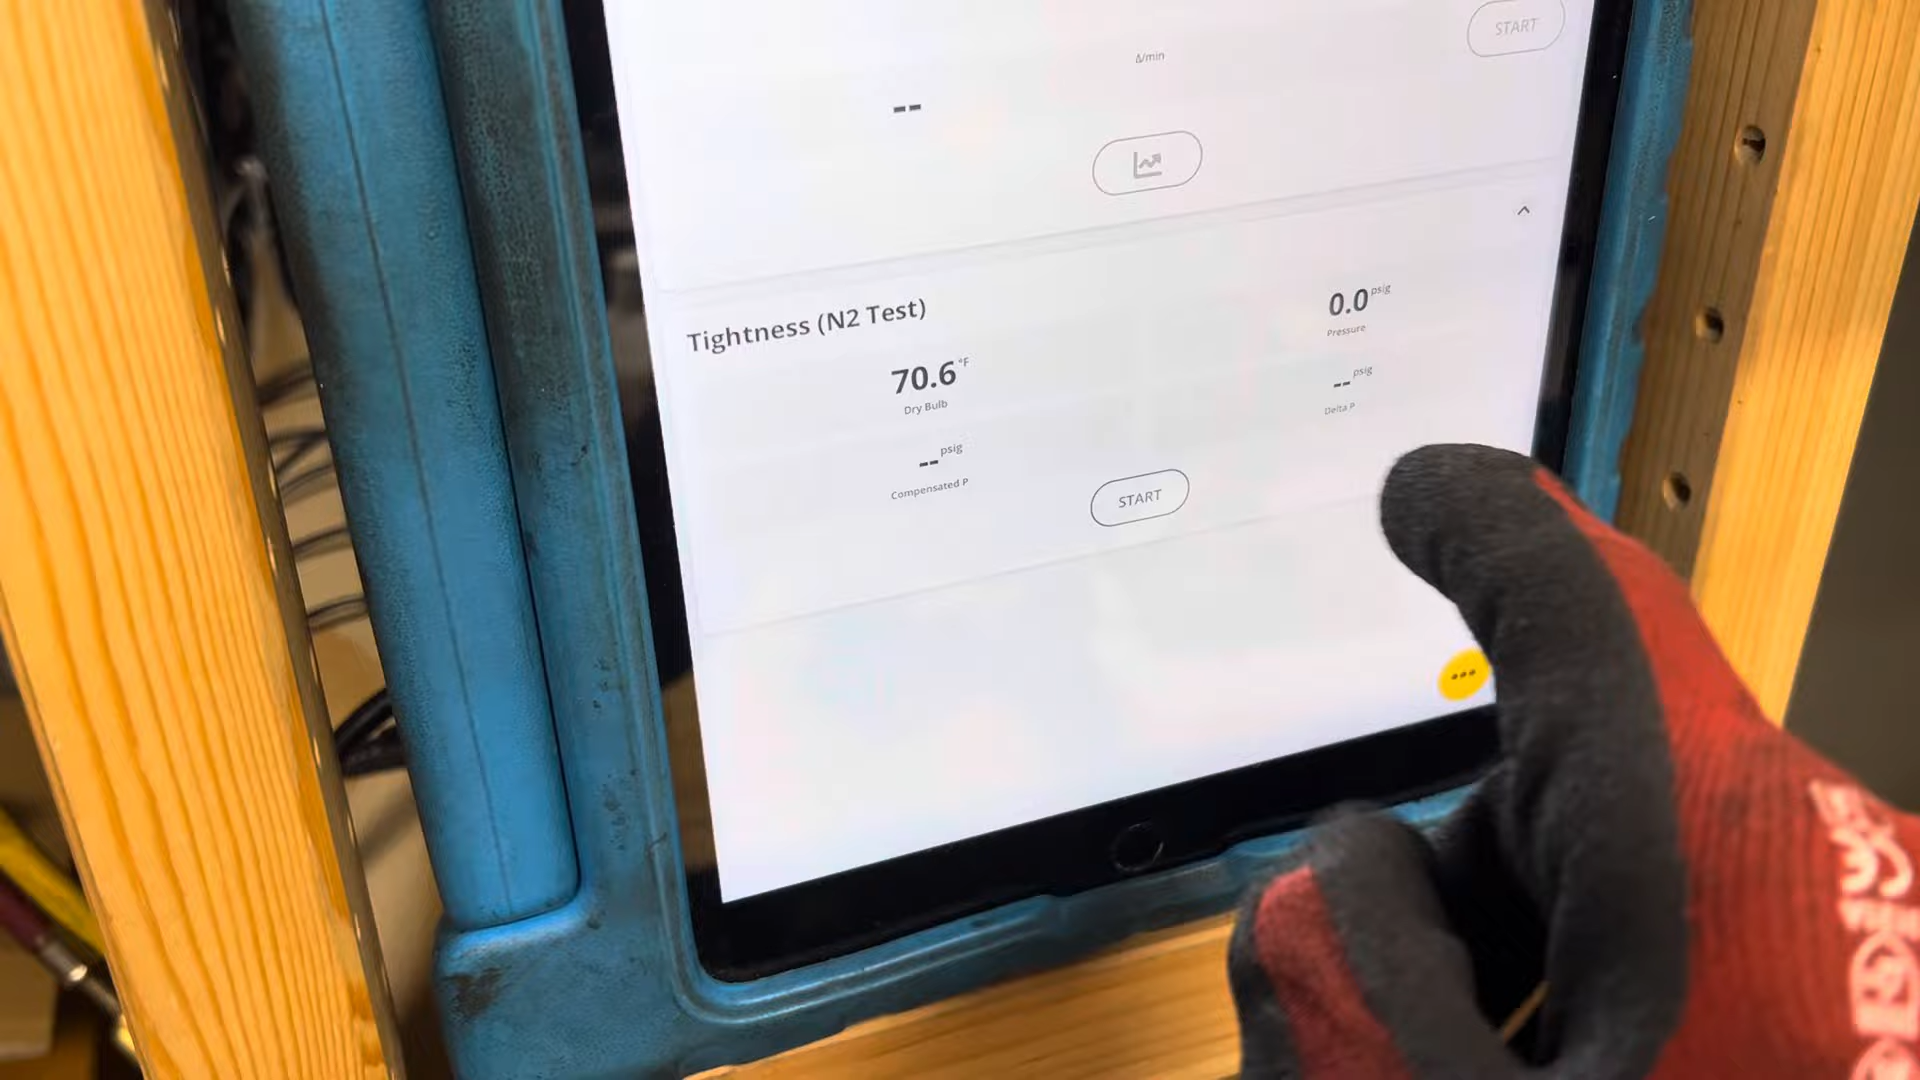 START
Δ/min
--
Tightness (N2 Test)
0.0 psig
Pressure
70.6 °F
Dry Bulb
-- psig
Delta P
-- psig
Compensated P
START